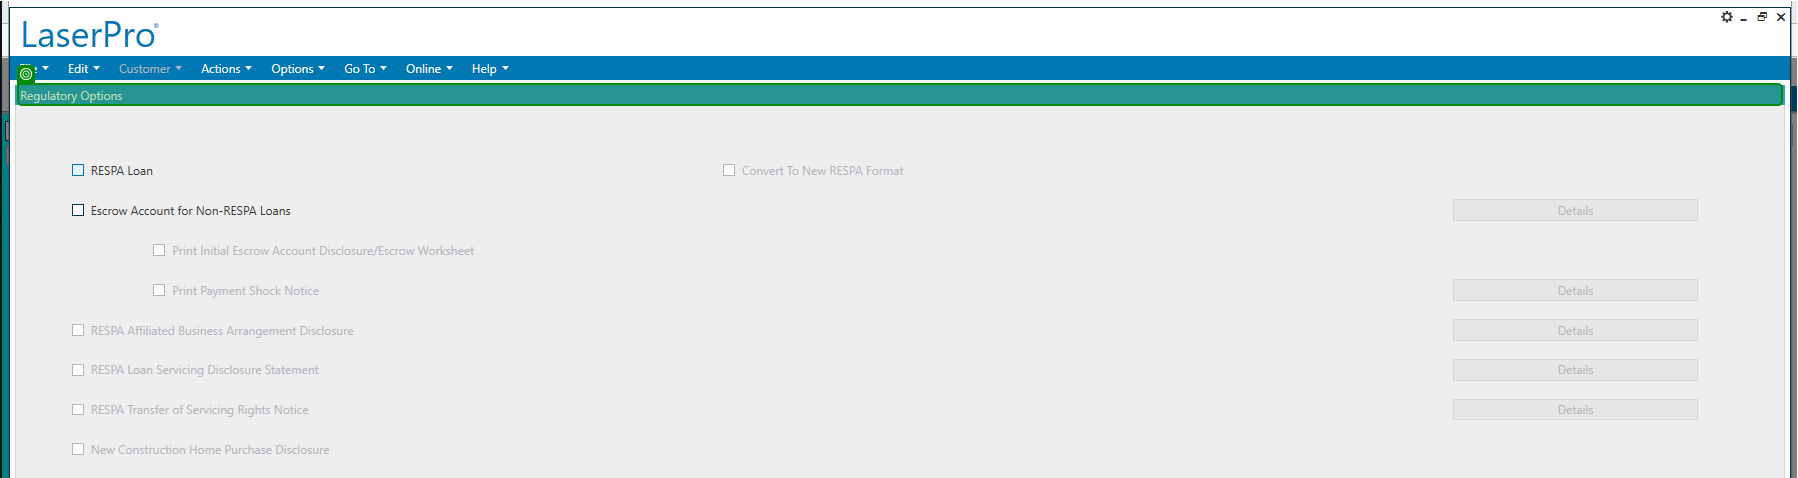 LaserPro®
Edit Customer Actions Options Go To Online Help
Regulatory Options
RESPA Loan Convert To New RESPA Format
Escrow Account for Non-RESPA Loans Details
Print Initial Escrow Account Disclosure/Escrow Worksheet
Print Payment Shock Notice Details
RESPA Affiliated Business Arrangement Disclosure Details
RESPA Loan Servicing Disclosure Statement Details
RESPA Transfer of Servicing Rights Notice Details
New Construction Home Purchase Disclosure